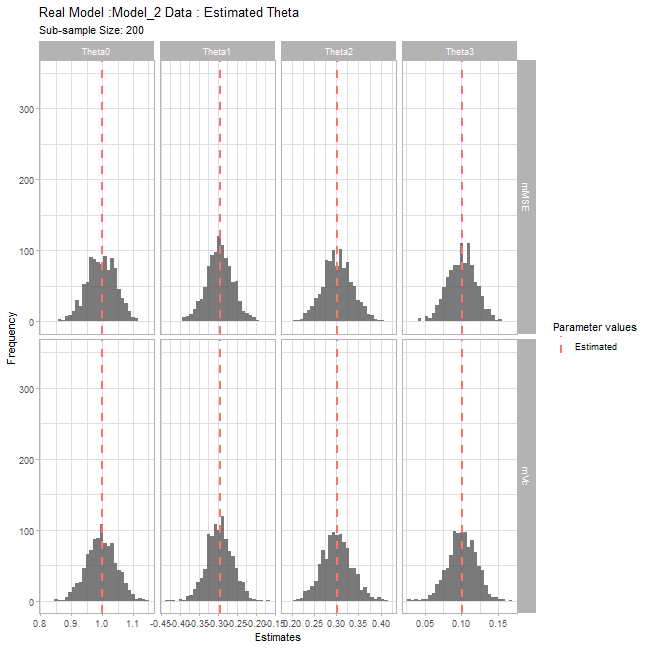 Real Model :Model_2 Data : Estimated Theta
Sub-sample Size: 200
Theta0 Theta1 Theta2 Theta3
300
200
100
0
mMSE
Frequency
300
200
100
0
mVc
0.8 0.9 1.0 1.1
-0.45 -0.40 -0.35 -0.30 -0.25 -0.20 -0.15
0.20 0.25 0.30 0.35 0.40
0.05 0.10 0.15
Estimates
Parameter values
Estimated